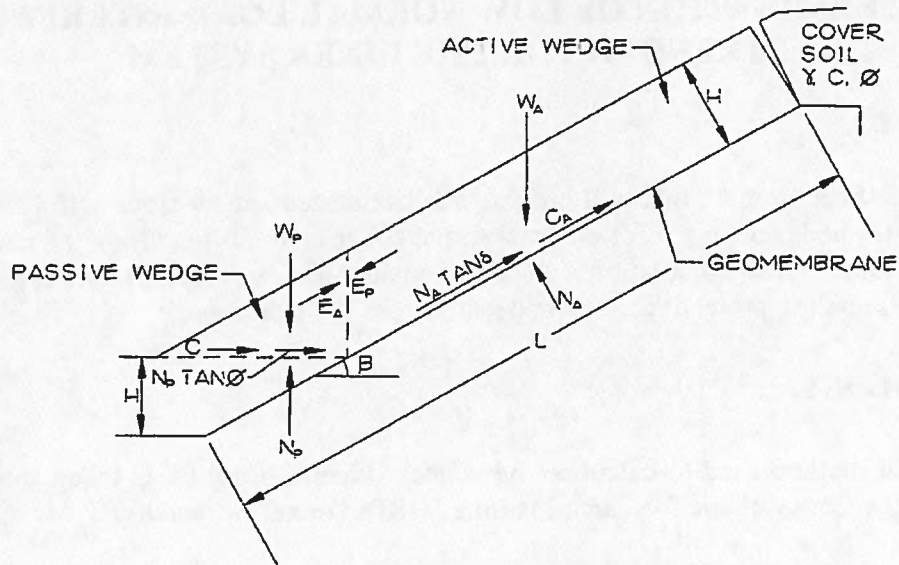 ACTIVE WEDGE
COVER
SOIL
γ, C, Ø
H
W_A
C_A
W_P
PASSIVE WEDGE
E_P
E_A
N_A TANδ
N_A
GEOMEMBRANE
C
L
N_P TANØ
β
H
N_P